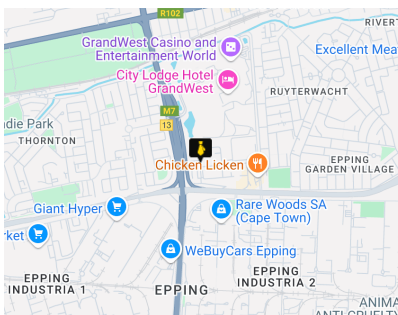 R102
RIVERT
GrandWest Casino and
Entertainment World
Excellent Mea
City Lodge Hotel
GrandWest
RUYTERWACHT
M7
13
die Park
THORNTON
Chicken Licken
EPPING
GARDEN VILLAGE
Giant Hyper
Rare Woods SA
(Cape Town)
rket
WeBuyCars Epping
EPPING
INDUSTRIA 1
EPPING
INDUSTRIA 2
EPPING
ANIMA
ANTI-CRUELTY